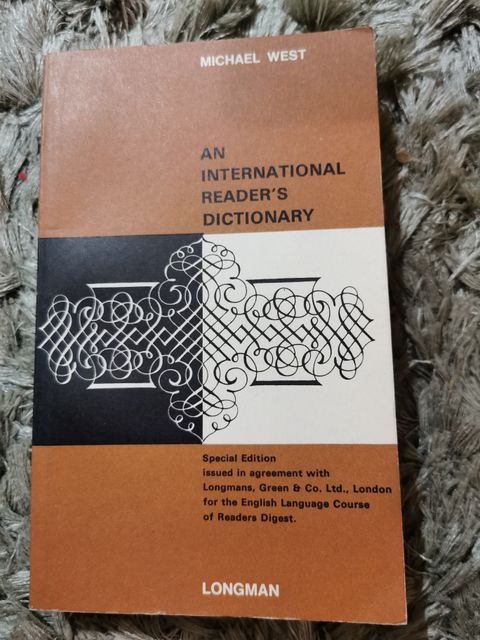 MICHAEL WEST
AN
INTERNATIONAL
READER'S
DICTIONARY
Special Edition
issued in agreement with
Longmans, Green & Co. Ltd., London
for the English Language Course
of Readers Digest.
LONGMAN